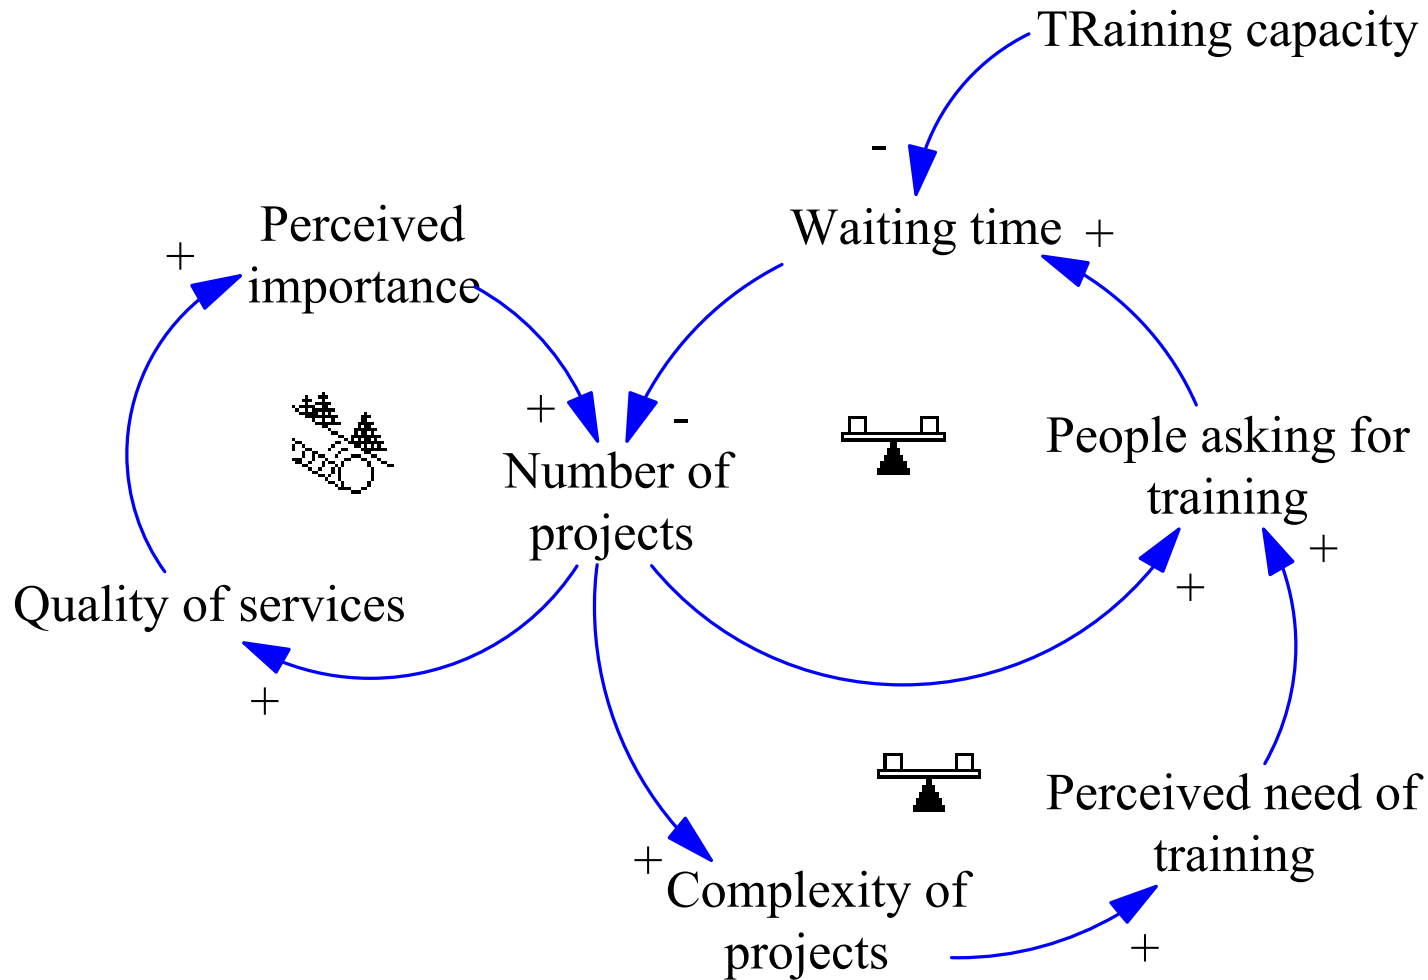 TRaining capacity
-
Waiting time +
Perceived
importance
+
+
-
Number of
projects
People asking for
training
+
+
Quality of services
+
Perceived need of
training
+
Complexity of
projects
+